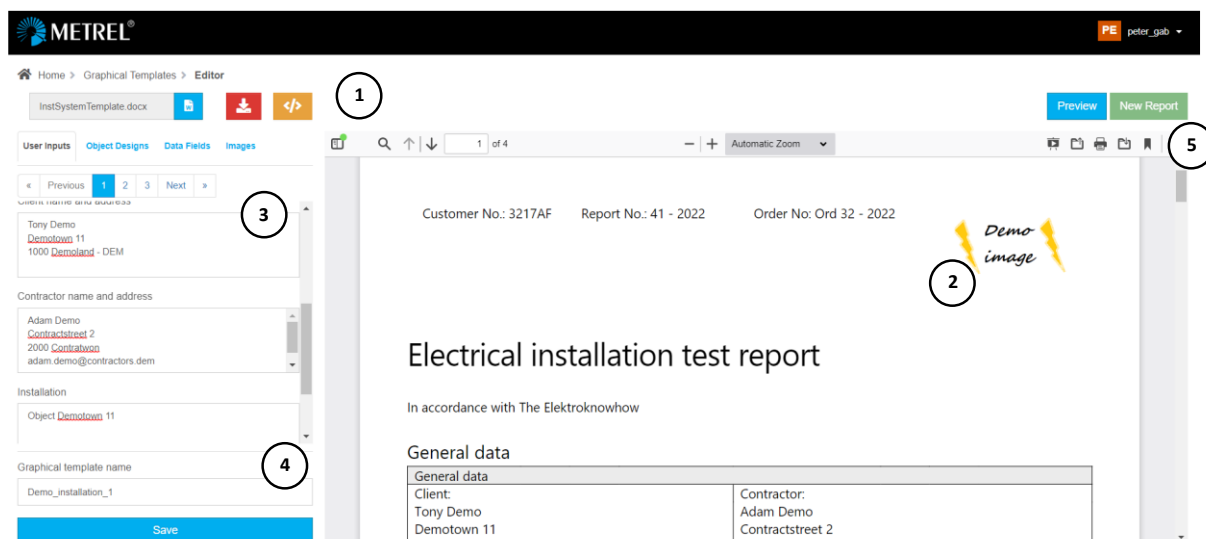 METREL®
PE peter_gab
Home > Graphical Templates > Editor
InstSystemTemplate.docx
</>
1
Preview
New Report
User Inputs Object Designs Data Fields Images
1 of 4
Automatic Zoom
5
« Previous 1 2 3 Next »
Client name and address
3
Tony Demo
Demotown 11
1000 Demoland - DEM
Contractor name and address
Adam Demo
Contractstreet 2
2000 Contratwon
adam.demo@contractors.dem
Installation
Object Demotown 11
Graphical template name
4
Demo_installation_1
Save
Customer No.: 3217AF Report No.: 41 - 2022 Order No: Ord 32 - 2022
Demo
image
2
Electrical installation test report
In accordance with The Elektroknowhow
General data
General data
Client: Contractor:
Tony Demo Adam Demo
Demotown 11 Contractstreet 2